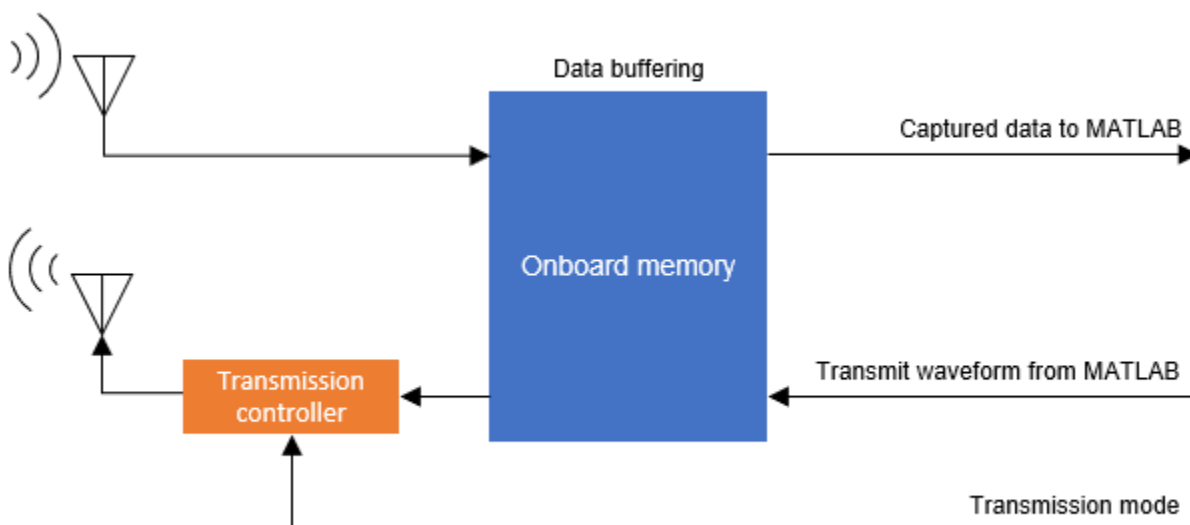 Data buffering
Captured data to MATLAB
Onboard memory
Transmit waveform from MATLAB
Transmission
controller
Transmission mode